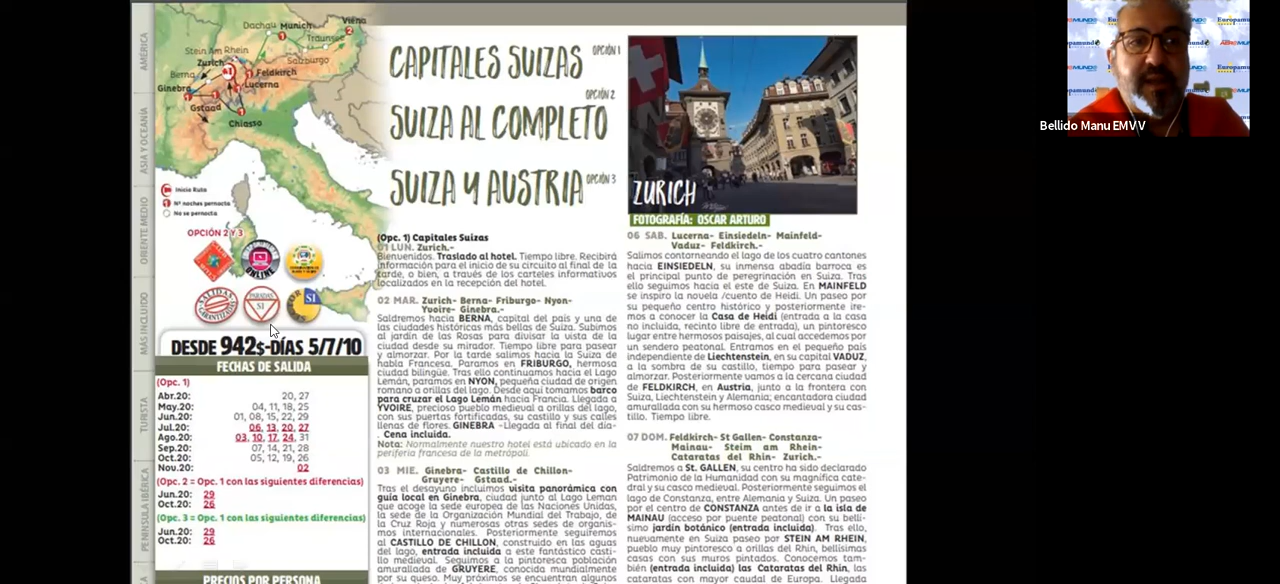 AMÉRICA
ASIA Y OCEANÍA
ORIENTE MEDIO
MÁS INCLUIDO
TURISTA
PENINSULA IBÉRICA
Dachau
Munich
Viena
Stein Am Rhein
Traunsee
Salzburgo
Zurich
Feldkirch
Berna
Lucerna
Ginebra
Gstaad
Chiasso
Inicio Ruta
Nº noches pernocta
No se pernocta
OPCIÓN 2 Y 3
ONLINE
SALIDAS
GARANTIZADAS
PARADAS
SI
SI
DESDE 942$-DÍAS 5/7/10
FECHAS DE SALIDA
(Opc. 1)
Abr.20: 20, 27
May.20: 04, 11, 18, 25
Jun.20: 01, 08, 15, 22, 29
Jul.20: 06, 13, 20, 27
Ago.20: 03, 10, 17, 24, 31
Sep.20: 07, 14, 21, 28
Oct.20: 05, 12, 19, 26
Nov.20: 02
(Opc. 2 = Opc. 1 con las siguientes diferencias)
Jun.20: 29
Oct.20: 26
(Opc. 3 = Opc. 1 con las siguientes diferencias)
Jun.20: 29
Oct.20: 26
PRECIOS POR PERSONA
CAPITALES SUIZAS OPCIÓN 1
OPCIÓN 2
SUIZA AL COMPLETO
SUIZA Y AUSTRIA OPCIÓN 3
(Opc. 1) Capitales Suizas
01 LUN. Zurich.-
Bienvenidos. Traslado al hotel. Tiempo libre. Recibirá
información para el inicio de su circuito al final de la
tarde, o bien, a través de los carteles informativos
localizados en la recepción del hotel.
02 MAR. Zurich- Berna- Friburgo- Nyon-
Yvoire- Ginebra.-
Saldremos hacia BERNA, capital del país y una de
las ciudades históricas más bellas de Suiza. Subimos
al jardín de las Rosas para divisar la vista de la
ciudad desde su mirador. Tiempo libre para pasear
y almorzar. Por la tarde salimos hacia la Suiza de
habla Francesa. Paramos en FRIBURGO, hermosa
ciudad bilingüe. Tras ello continuamos hacia el Lago
Lemán, paramos en NYON, pequeña ciudad de origen
romano a orillas del lago. Desde aquí tomamos barco
para cruzar el Lago Lemán hacia Francia. Llegada a
YVOIRE, precioso pueblo medieval a orillas del lago,
con sus puertas fortificadas, su castillo y sus calles
llenas de flores. GINEBRA -Llegada al final del día-
. Cena incluida.
Nota: Normalmente nuestro hotel está ubicado en la
periferia francesa de la metrópoli.
03 MIE. Ginebra- Castillo de Chillon-
Gruyere- Gstaad.-
Tras el desayuno incluimos visita panorámica con
guía local en Ginebra, ciudad junto al Lago Leman
que acoge la sede europea de las Naciones Unidas,
la sede de la Organización Mundial del Trabajo, de
la Cruz Roja y numerosas otras sedes de organis-
mos internacionales. Posteriormente seguiremos
al CASTILLO DE CHILLON, construido en las aguas
del lago, entrada incluida a este fantástico casti-
llo medieval. Seguimos a la pintoresca población
amurallada de GRUYERE, conocida mundialmente
por su queso. Muy próximos se encuentran algunos
ZURICH
FOTOGRAFÍA: OSCAR ARTURO
06 SAB. Lucerna- Einsiedeln- Mainfeld-
Vaduz- Feldkirch.-
Salimos contorneando el lago de los cuatro cantones
hacia EINSIEDELN, su inmensa abadía barroca es
el principal punto de peregrinación en Suiza. Tras
ello seguimos hacia el este de Suiza. En MAINFELD
se inspiro la novela /cuento de Heidi. Un paseo por
su pequeño centro histórico y posteriormente ire-
mos a conocer la Casa de Heidi (entrada a la casa
no incluida, recinto libre de entrada), un pintoresco
lugar entre hermosos paisajes, al cual accedemos por
un sendero peatonal. Entramos en el pequeño país
independiente de Liechtenstein, en su capital VADUZ,
a la sombra de su castillo, tiempo para pasear y
almorzar. Posteriormente vamos a la cercana ciudad
de FELDKIRCH, en Austria, junto a la frontera con
Suiza, Liechtenstein y Alemania; encantadora ciudad
amurallada con su hermoso casco medieval y su cas-
tillo. Tiempo libre.
07 DOM. Feldkirch- St Gallen- Constanza-
Mainau- Steim am Rhein-
Cataratas del Rhin- Zurich.-
Saldremos a St. GALLEN, su centro ha sido declarado
Patrimonio de la Humanidad con su magnífica cate-
dral y su casco medieval. Posteriormente seguimos el
lago de Constanza, entre Alemania y Suiza. Un paseo
por el centro de CONSTANZA antes de ir a la isla de
MAINAU (acceso por puente peatonal) con su bellí-
simo jardín botánico (entrada incluida). Tras ello,
nuevamente en Suiza paseo por STEIN AM RHEIN,
pueblo muy pintoresco a orillas del Rhin, bellísimas
casas con sus muros pintados. Conocemos tam-
bién (entrada incluida) las Cataratas del Rhin, las
cataratas con mayor caudal de Europa. Llegada
Europamundo
Bellido Manu EMV V